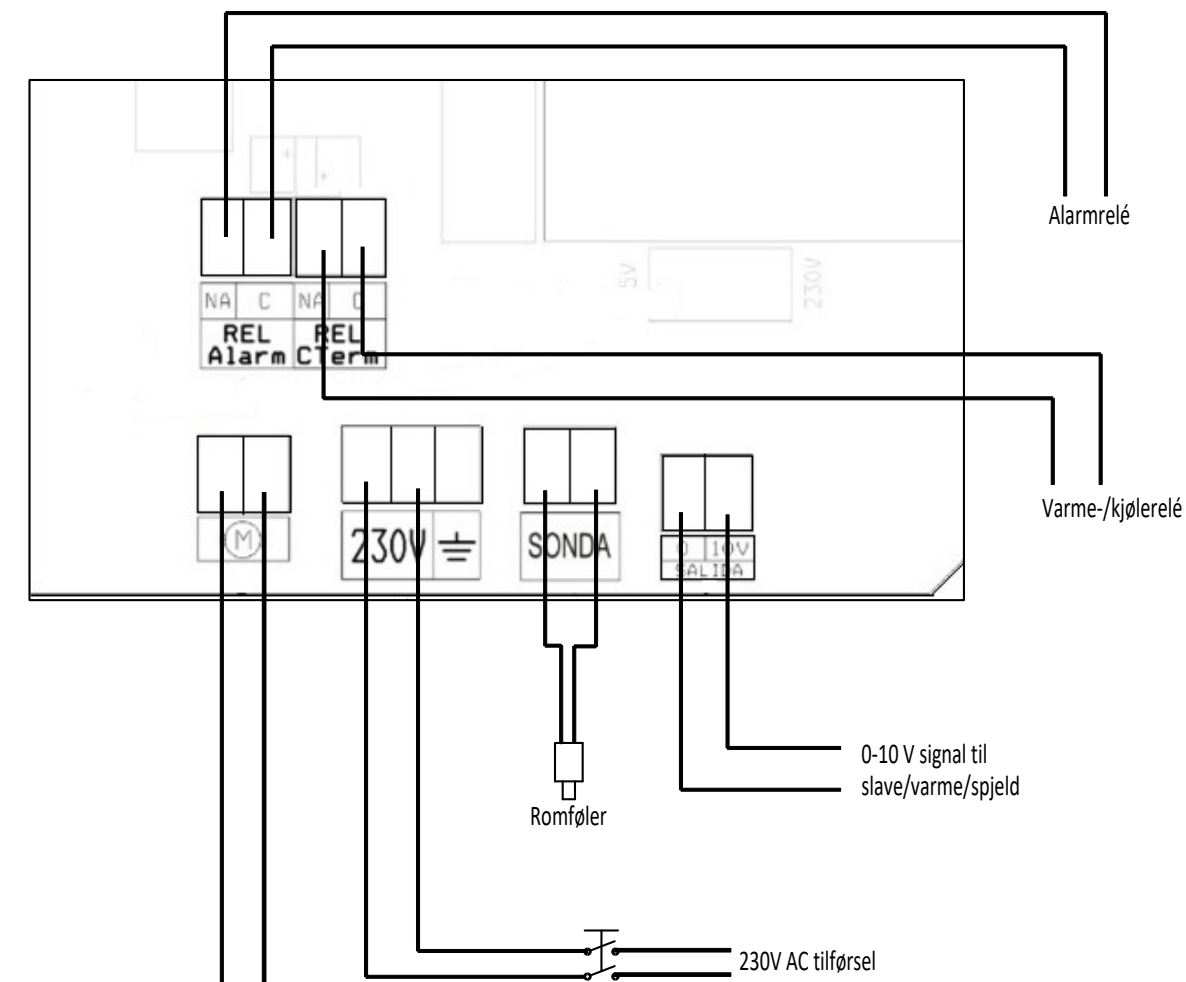 Alarmrelé
5V
230V
NA C NA C
REL REL
Alarm CTerm
Varme-/kjølerelé
M
230V
SONDA
0 10V
SALIDA
0-10 V signal til
slave/varme/spjeld
Romføler
230V AC tilførsel